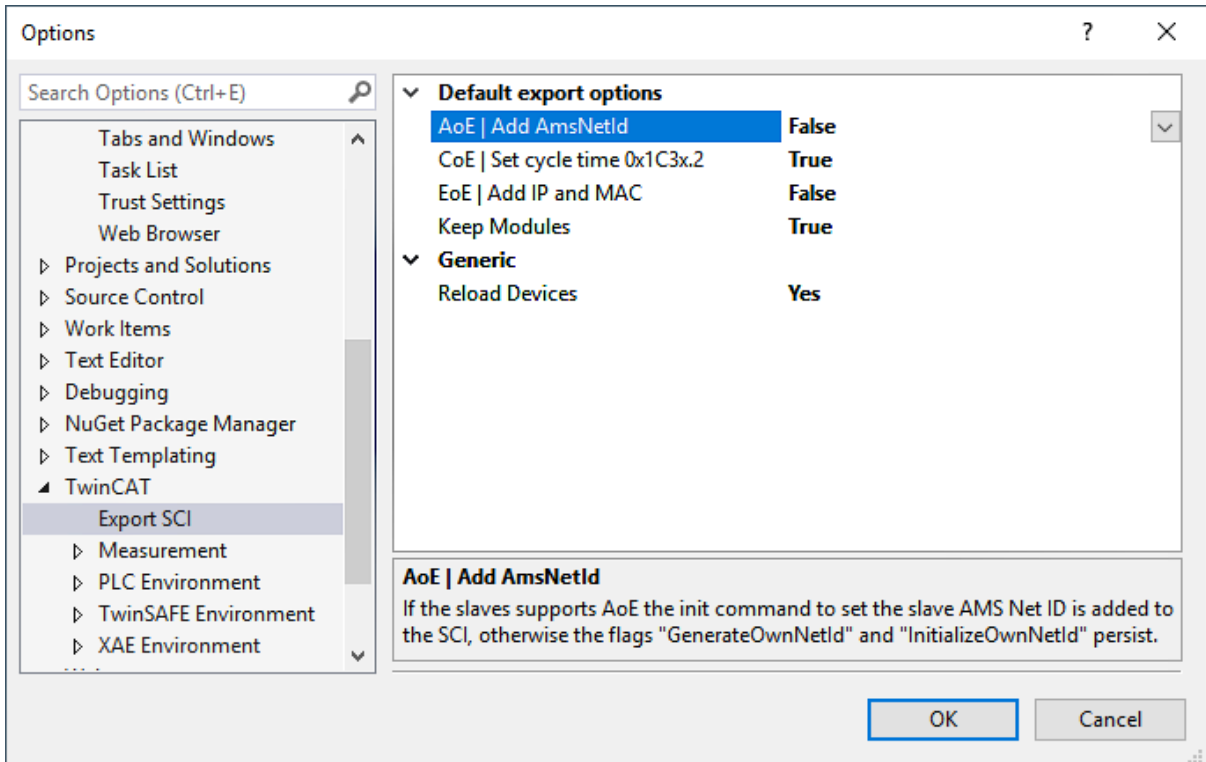 Options
?
Search Options (Ctrl+E)
Tabs and Windows
Task List
Trust Settings
Web Browser
Projects and Solutions
Source Control
Work Items
Text Editor
Debugging
NuGet Package Manager
Text Templating
TwinCAT
Export SCI
Measurement
PLC Environment
TwinSAFE Environment
XAE Environment
Default export options
AoE | Add AmsNetId False
CoE | Set cycle time 0x1C3x.2 True
EoE | Add IP and MAC False
Keep Modules True
Generic
Reload Devices Yes
AoE | Add AmsNetId
If the slaves supports AoE the init command to set the slave AMS Net ID is added to
the SCI, otherwise the flags "GenerateOwnNetId" and "InitializeOwnNetId" persist.
OK Cancel